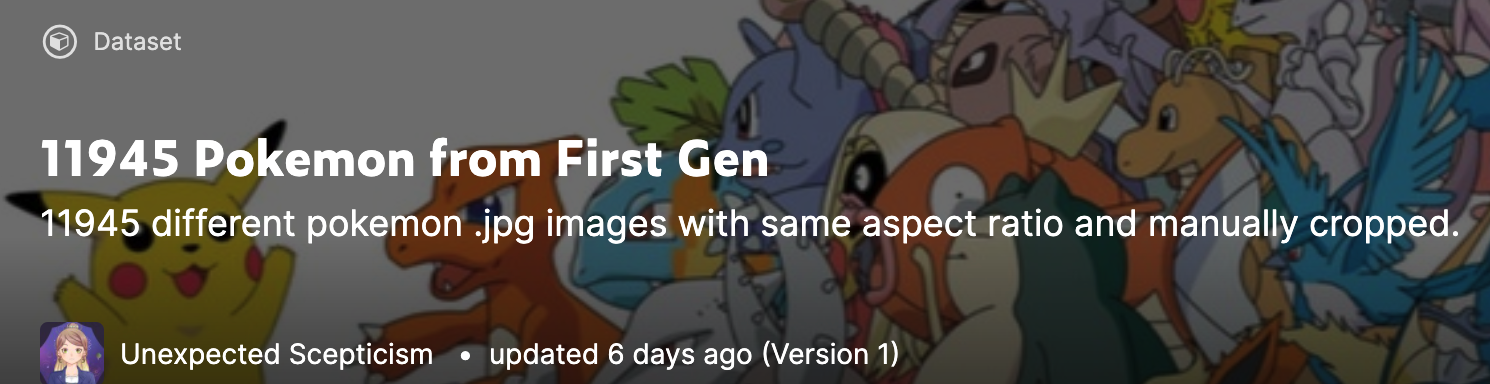 Dataset
11945 Pokemon from First Gen
11945 different pokemon .jpg images with same aspect ratio and manually cropped.
Unexpected Scepticism • updated 6 days ago (Version 1)